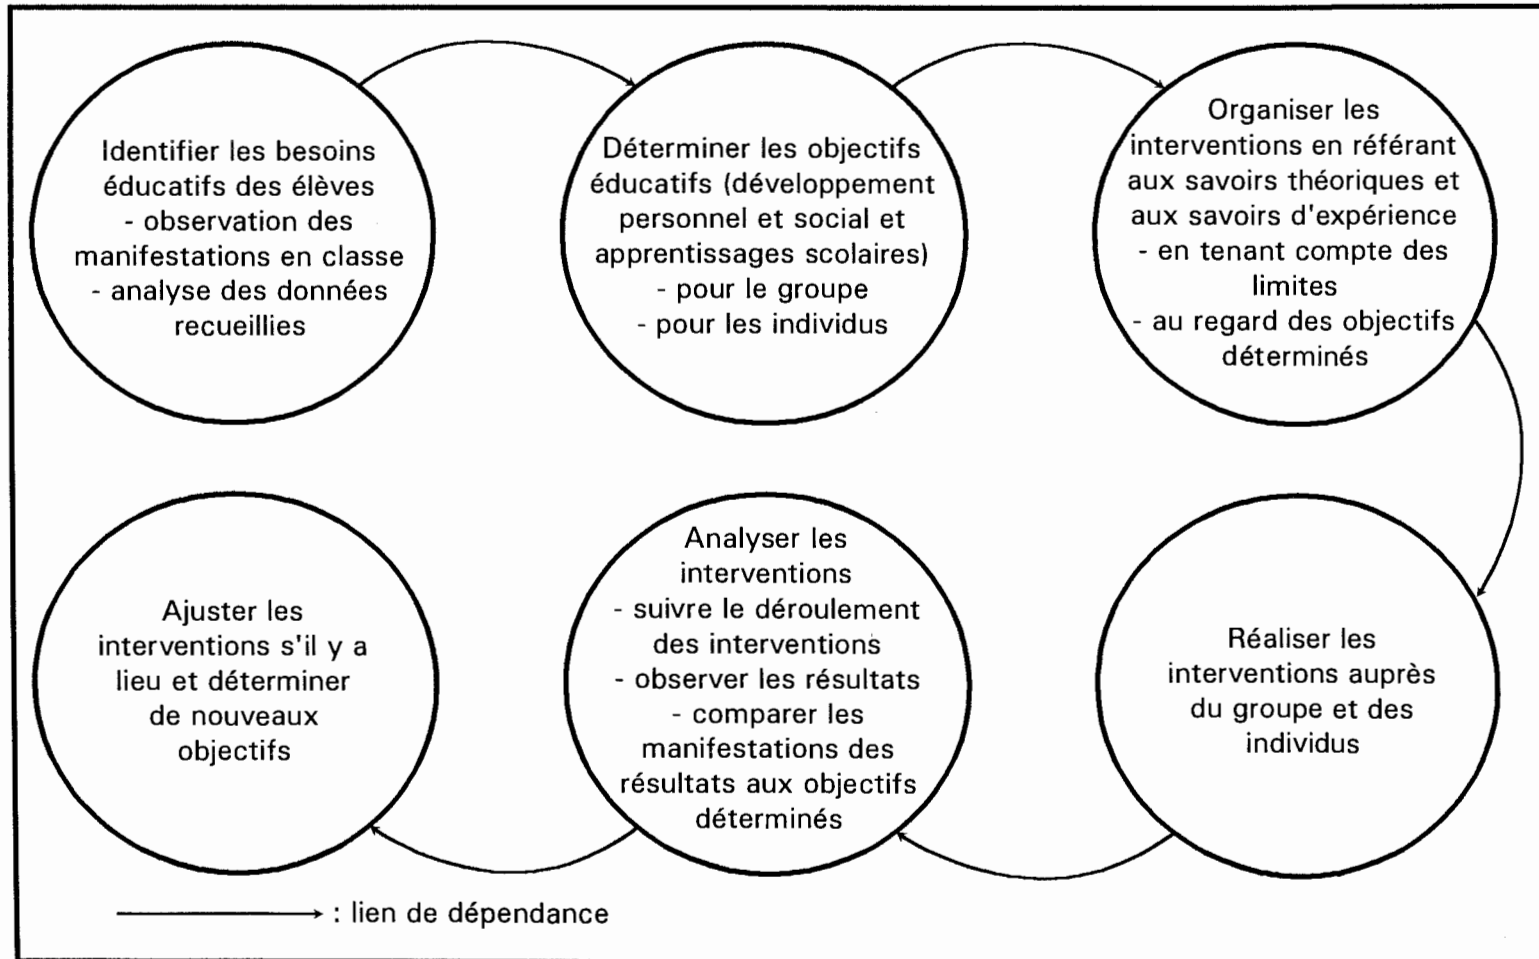 Identifier les besoins
éducatifs des élèves
- observation des
manifestations en classe
- analyse des données
recueillies
Déterminer les objectifs
éducatifs (développement
personnel et social et
apprentissages scolaires)
- pour le groupe
- pour les individus
Organiser les
interventions en référant
aux savoirs théoriques et
aux savoirs d'expérience
- en tenant compte des
limites
- au regard des objectifs
déterminés
Réaliser les
interventions auprès
du groupe et des
individus
Analyser les
interventions
- suivre le déroulement
des interventions
- observer les résultats
- comparer les
manifestations des
résultats aux objectifs
déterminés
Ajuster les
interventions s'il y a
lieu et déterminer
de nouveaux
objectifs
: lien de dépendance